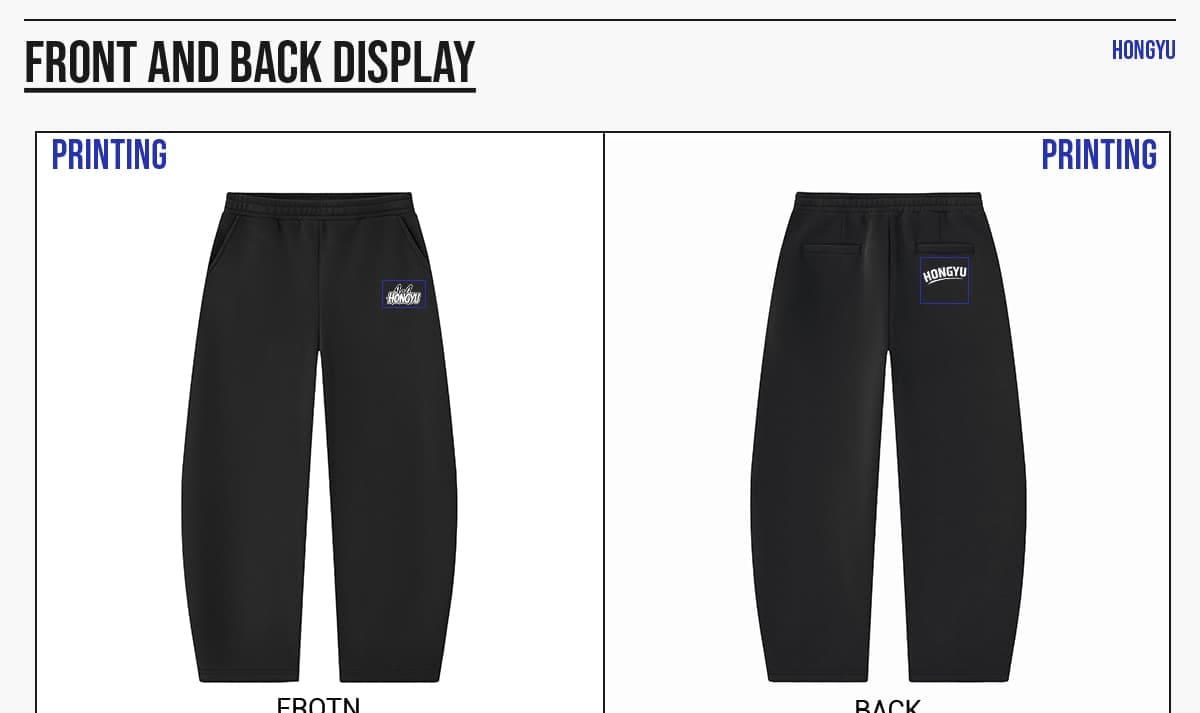 FRONT AND BACK DISPLAY
HONGYU
PRINTING
PRINTING
HONGYU
HONGYU
FROTN
BACK